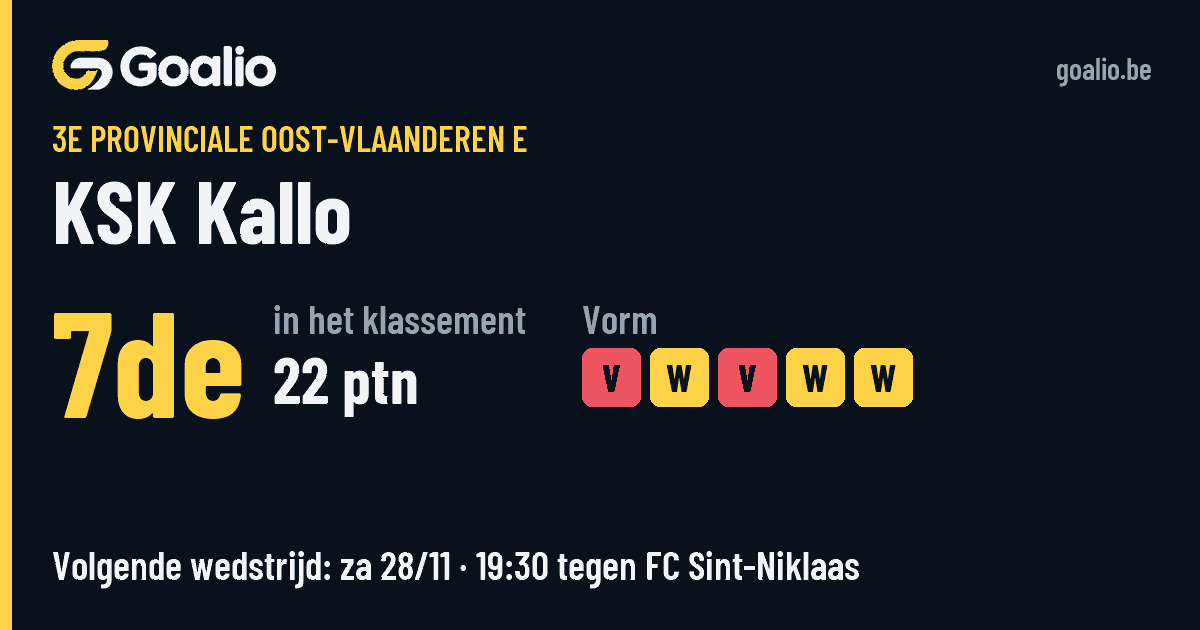 Goalio
goalio.be
3E PROVINCIALE OOST-VLAANDEREN E
KSK Kallo
7de
in het klassement
22 ptn
Vorm
V W V W W
Volgende wedstrijd: za 28/11 · 19:30 tegen FC Sint-Niklaas